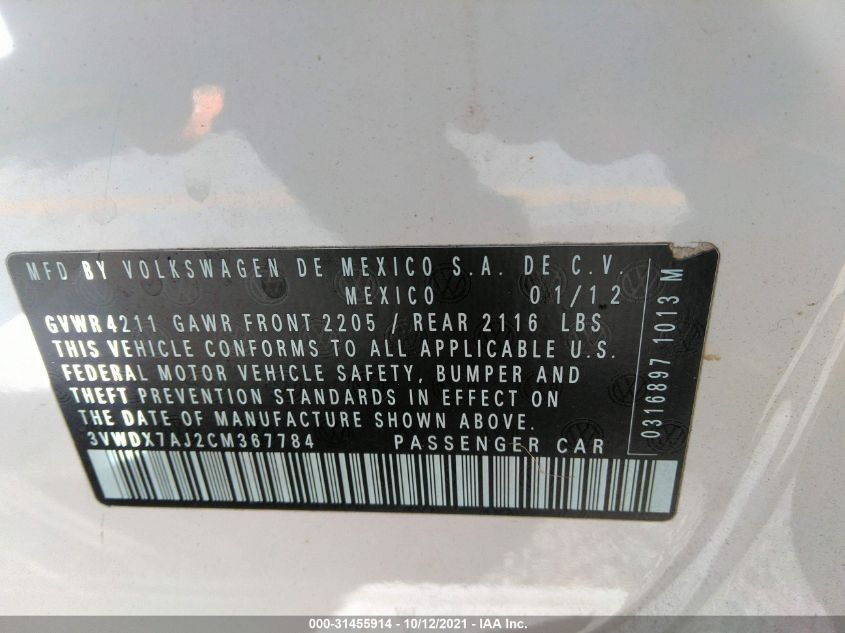 MFD BY VOLKSWAGEN DE MEXICO S.A. DE C.V.
MEXICO 01/12
GVWR 4211 GAWR FRONT 2205 / REAR 2116 LBS
THIS VEHICLE CONFORMS TO ALL APPLICABLE U.S.
FEDERAL MOTOR VEHICLE SAFETY, BUMPER AND
THEFT PREVENTION STANDARDS IN EFFECT ON
THE DATE OF MANUFACTURE SHOWN ABOVE.
3VWDX7AJ2CM367784 PASSENGER CAR
0316897 1013 M
000-31455914 - 10/12/2021 - IAA Inc.